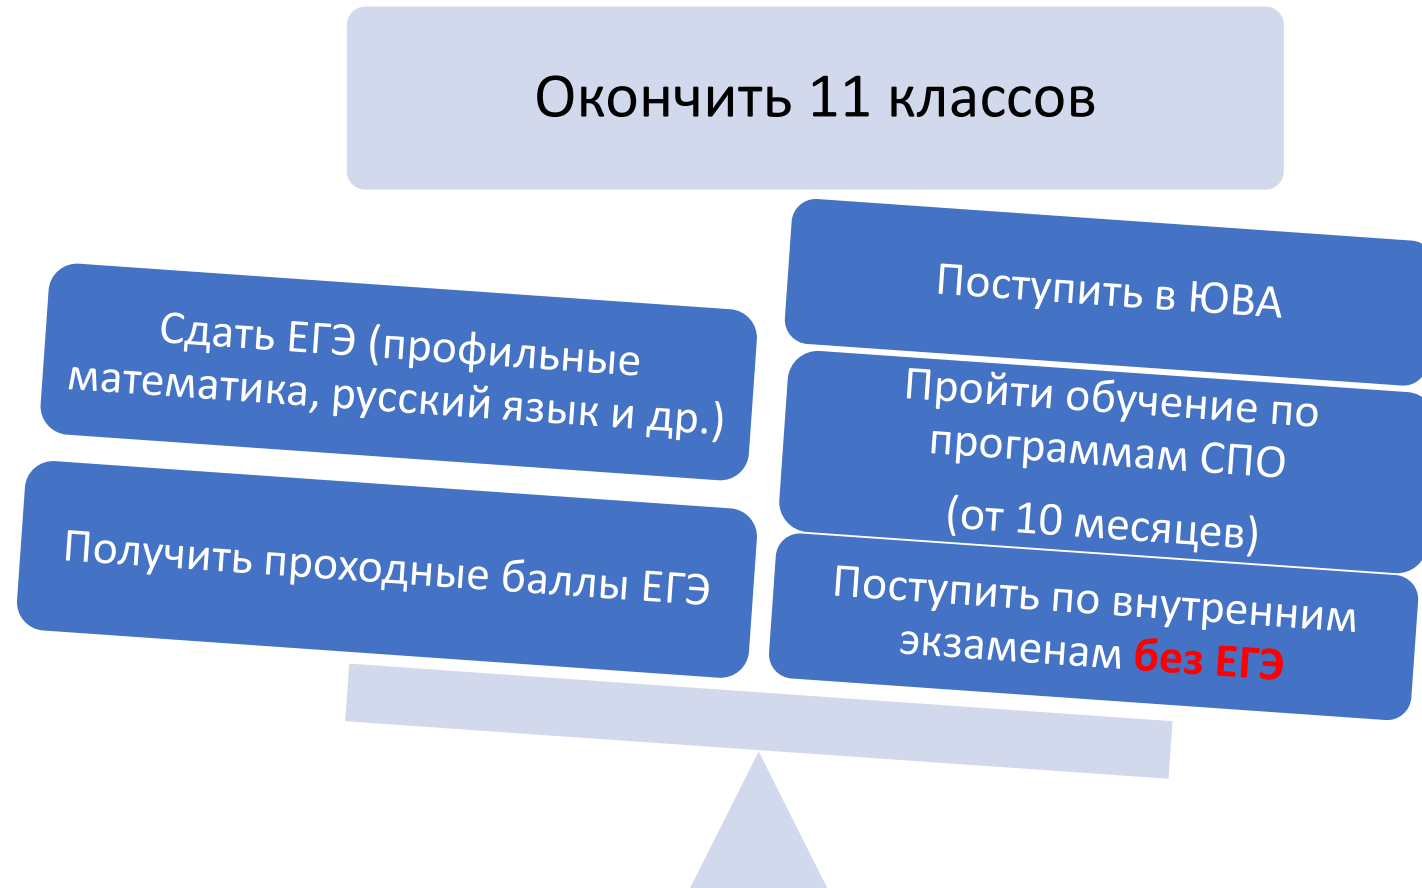 Окончить 11 классов
Сдать ЕГЭ (профильные
математика, русский язык и др.)
Получить проходные баллы ЕГЭ
Поступить в ЮВА
Пройти обучение по
программам СПО
(от 10 месяцев)
Поступить по внутренним
экзаменам без ЕГЭ